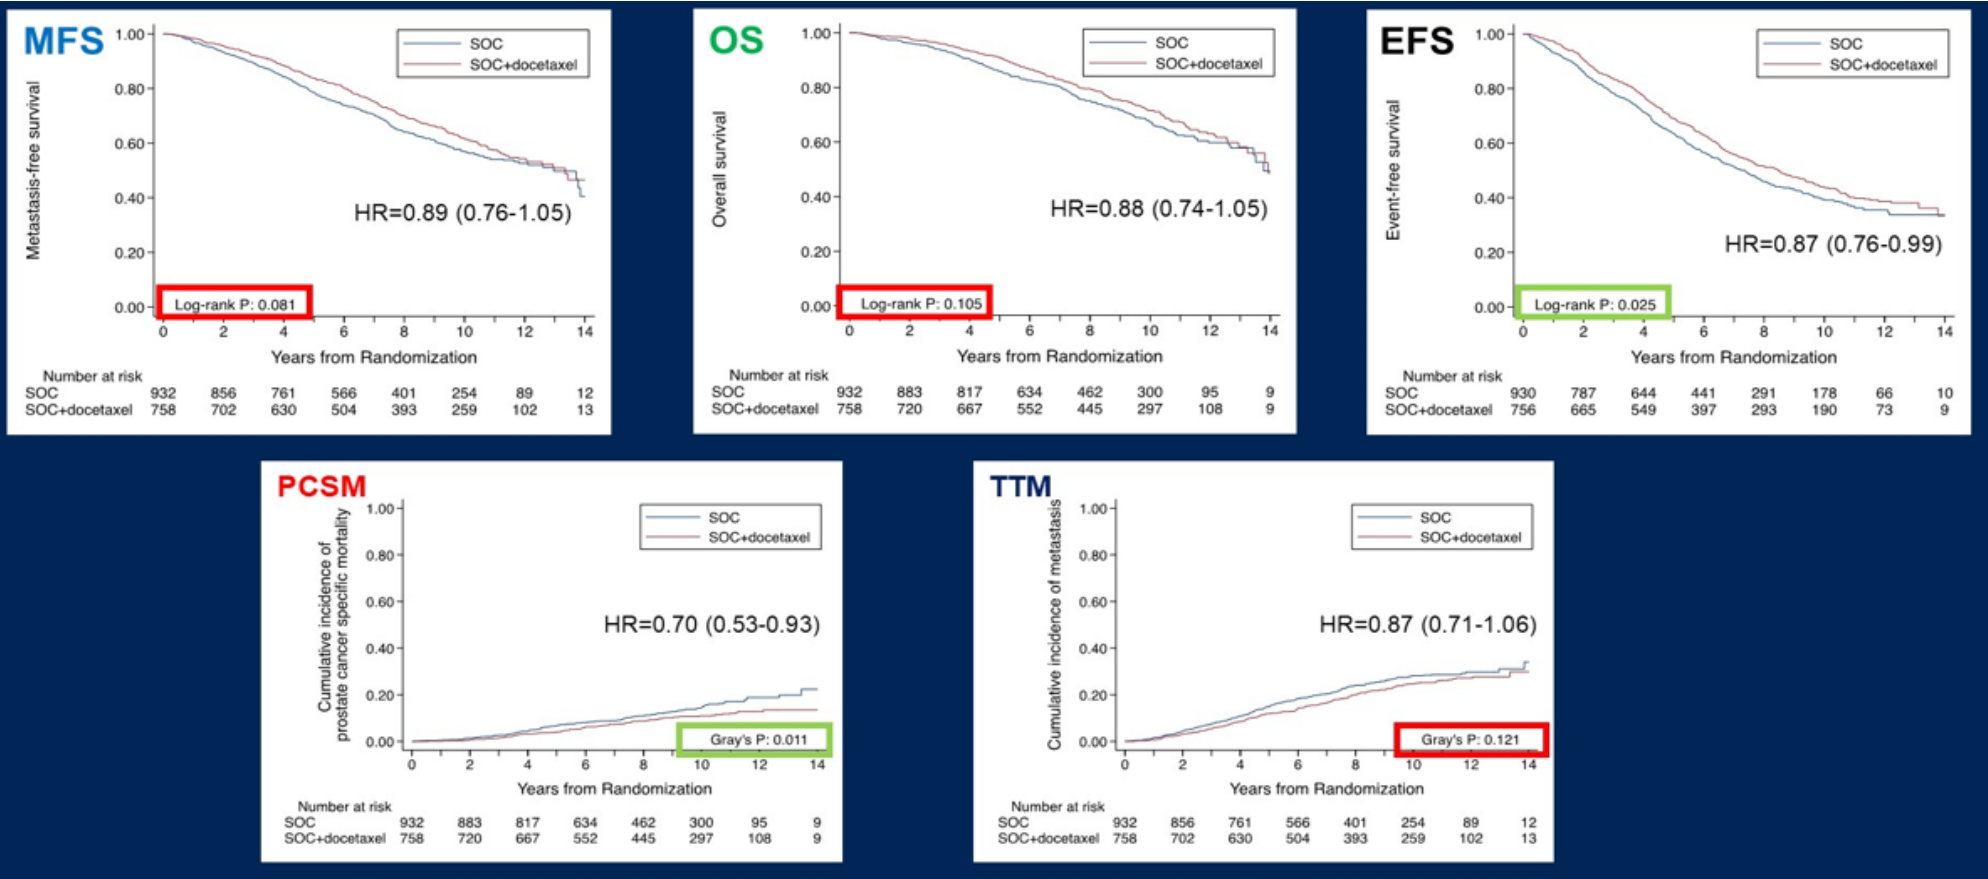 MFS
SOC
SOC+docetaxel
Metastasis-free survival
1.00
0.80
0.60
0.40
0.20
0.00
HR=0.89 (0.76-1.05)
Log-rank P: 0.081
0 2 4 6 8 10 12 14
Years from Randomization
Number at risk
SOC 932 856 761 566 401 254 89 12
SOC+docetaxel 758 702 630 504 393 259 102 13
OS
SOC
SOC+docetaxel
Overall survival
1.00
0.80
0.60
0.40
0.20
0.00
HR=0.88 (0.74-1.05)
Log-rank P: 0.105
0 2 4 6 8 10 12 14
Years from Randomization
Number at risk
SOC 932 883 817 634 462 300 95 9
SOC+docetaxel 758 720 667 552 445 297 108 9
EFS
SOC
SOC+docetaxel
Event-free survival
1.00
0.80
0.60
0.40
0.20
0.00
HR=0.87 (0.76-0.99)
Log-rank P: 0.025
0 2 4 6 8 10 12 14
Years from Randomization
Number at risk
SOC 930 787 644 441 291 178 66 10
SOC+docetaxel 756 665 549 397 293 190 73 9
PCSM
SOC
SOC+docetaxel
Cumulative incidence of
prostate cancer specific mortality
1.00
0.80
0.60
0.40
0.20
0.00
HR=0.70 (0.53-0.93)
Gray's P: 0.011
0 2 4 6 8 10 12 14
Years from Randomization
Number at risk
SOC 932 883 817 634 462 300 95 9
SOC+docetaxel 758 720 667 552 445 297 108 9
TTM
SOC
SOC+docetaxel
Cumulative incidence of metastasis
1.00
0.80
0.60
0.40
0.20
0.00
HR=0.87 (0.71-1.06)
Gray's P: 0.121
0 2 4 6 8 10 12 14
Years from Randomization
Number at risk
SOC 932 856 761 566 401 254 89 12
SOC+docetaxel 758 702 630 504 393 259 102 13